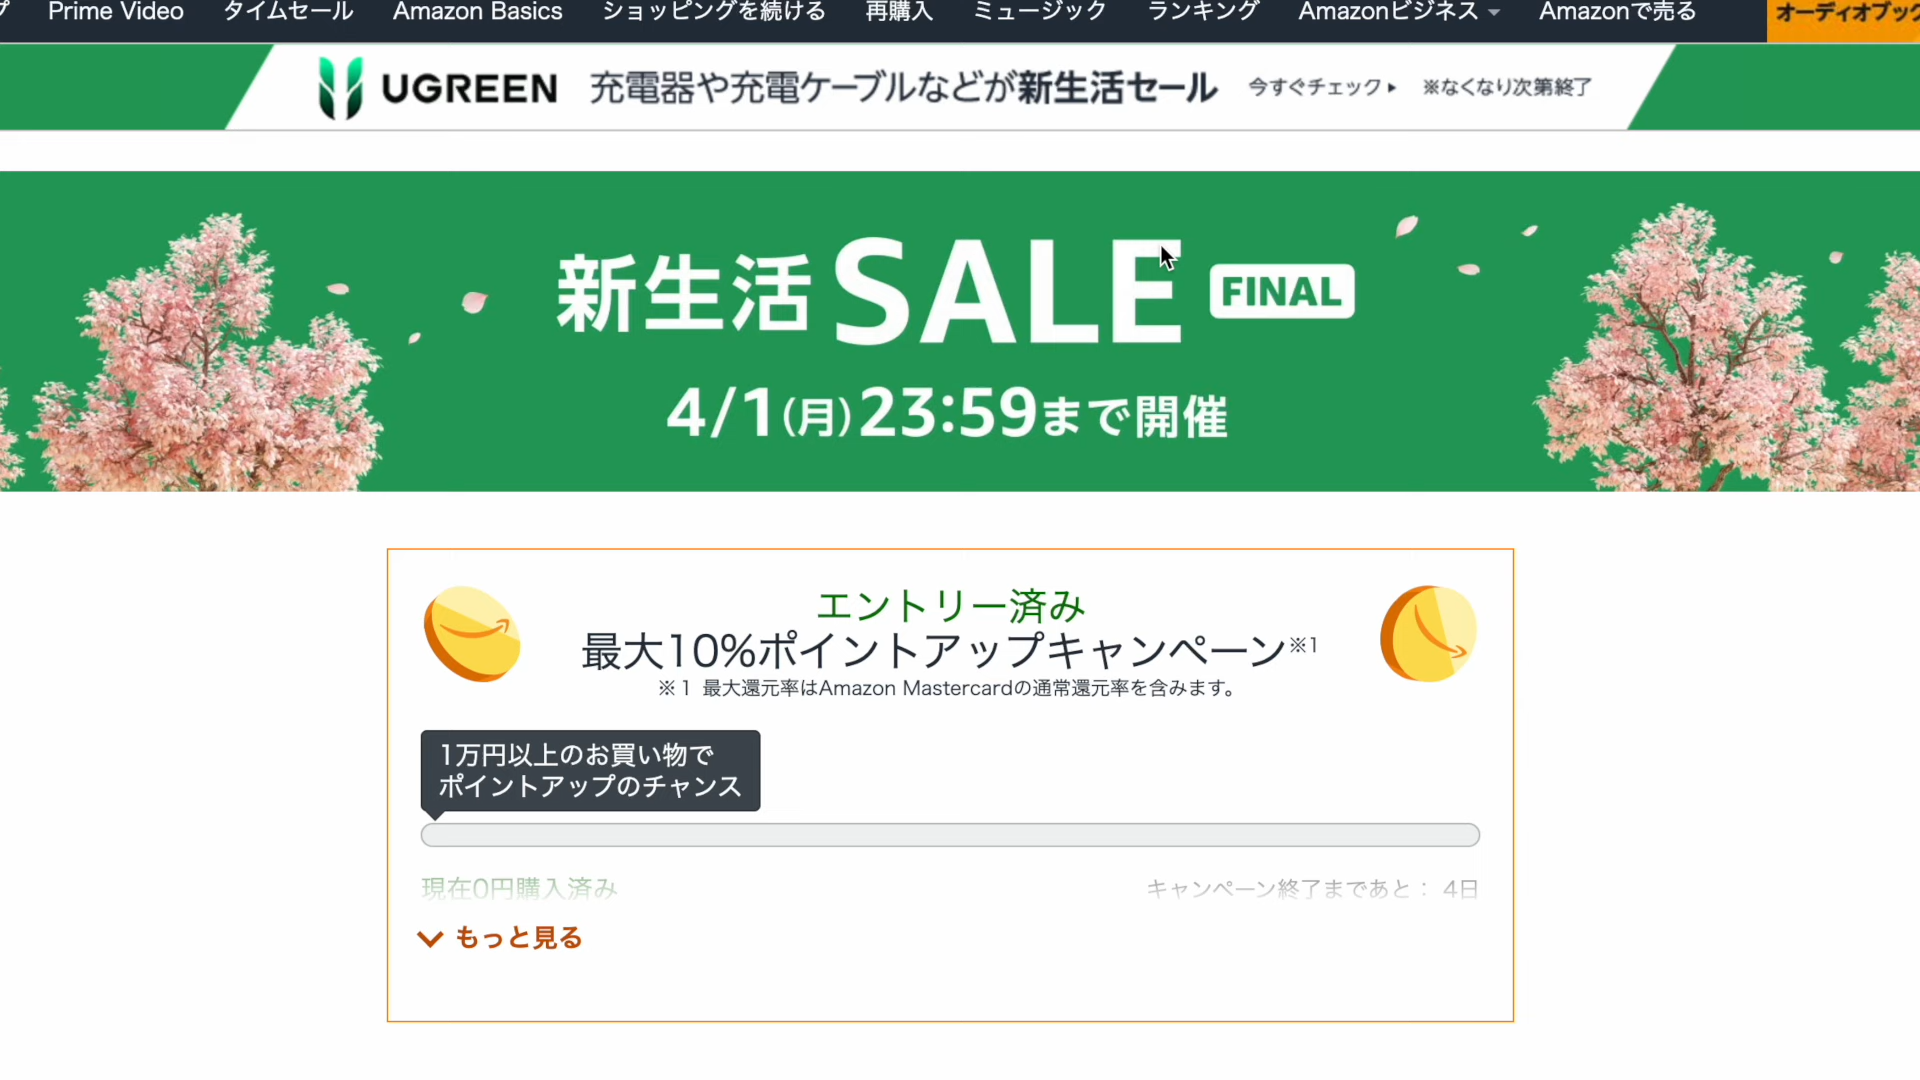 プ Prime Video タイムセール Amazon Basics ショッピングを続ける 再購入 ミュージック ランキング Amazonビジネス Amazonで売る オーディオブック
UGREEN 充電器や充電ケーブルなどが新生活セール 今すぐチェック ※なくなり次第終了
新生活SALE FINAL
4/1(月)23:59まで開催
エントリー済み
最大10%ポイントアップキャンペーン※1
※1 最大還元率はAmazon Mastercardの通常還元率を含みます。
1万円以上のお買い物で
ポイントアップのチャンス
現在0円購入済み キャンペーン終了まであと： 4日
もっと見る